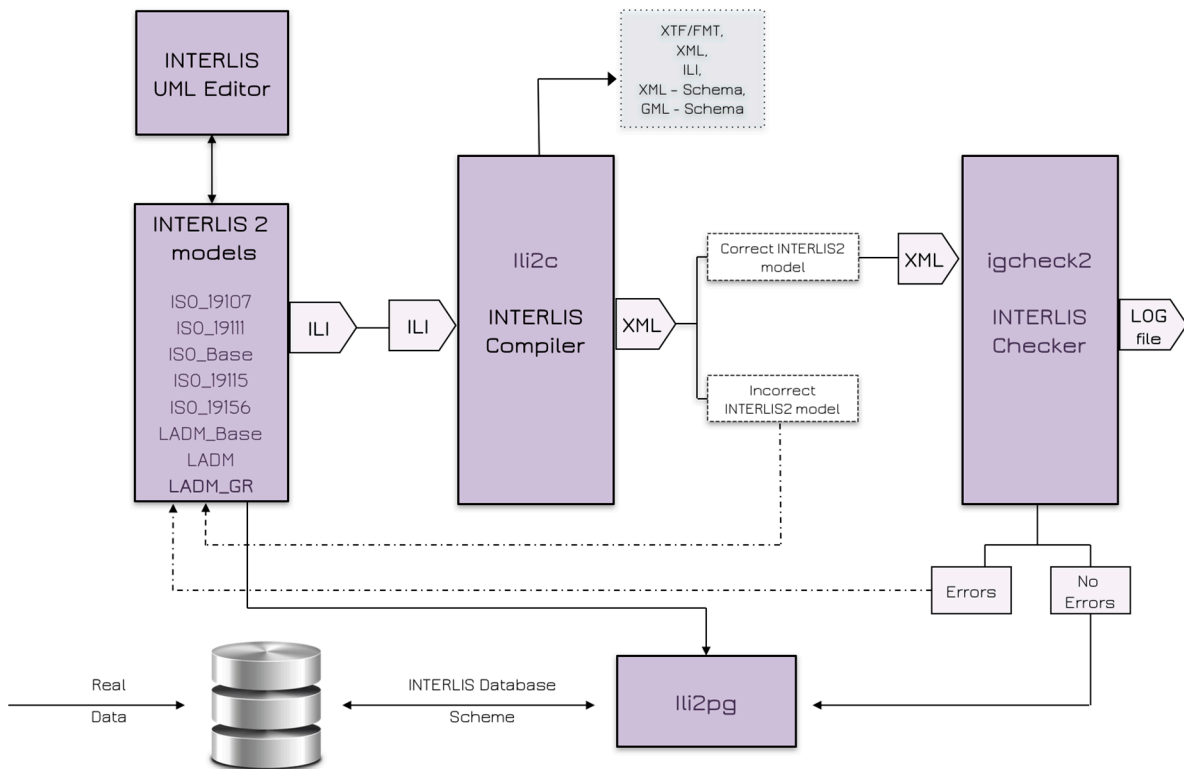 INTERLIS
UML Editor
XTF/FMT,
XML,
ILI,
XML – Schema,
GML - Schema
INTERLIS 2
models
ISO_19107
ISO_19111
ISO_Base
ISO_19115
ISO_19156
LADM_Base
LADM
LADM_GR
ILI
ILI
Ili2c
INTERLIS
Compiler
XML
Correct INTERLIS2
model
Incorrect
INTERLIS2 model
XML
igcheck2
INTERLIS
Checker
LOG
file
Errors
No
Errors
Real
Data
INTERLIS Database
Scheme
Ili2pg